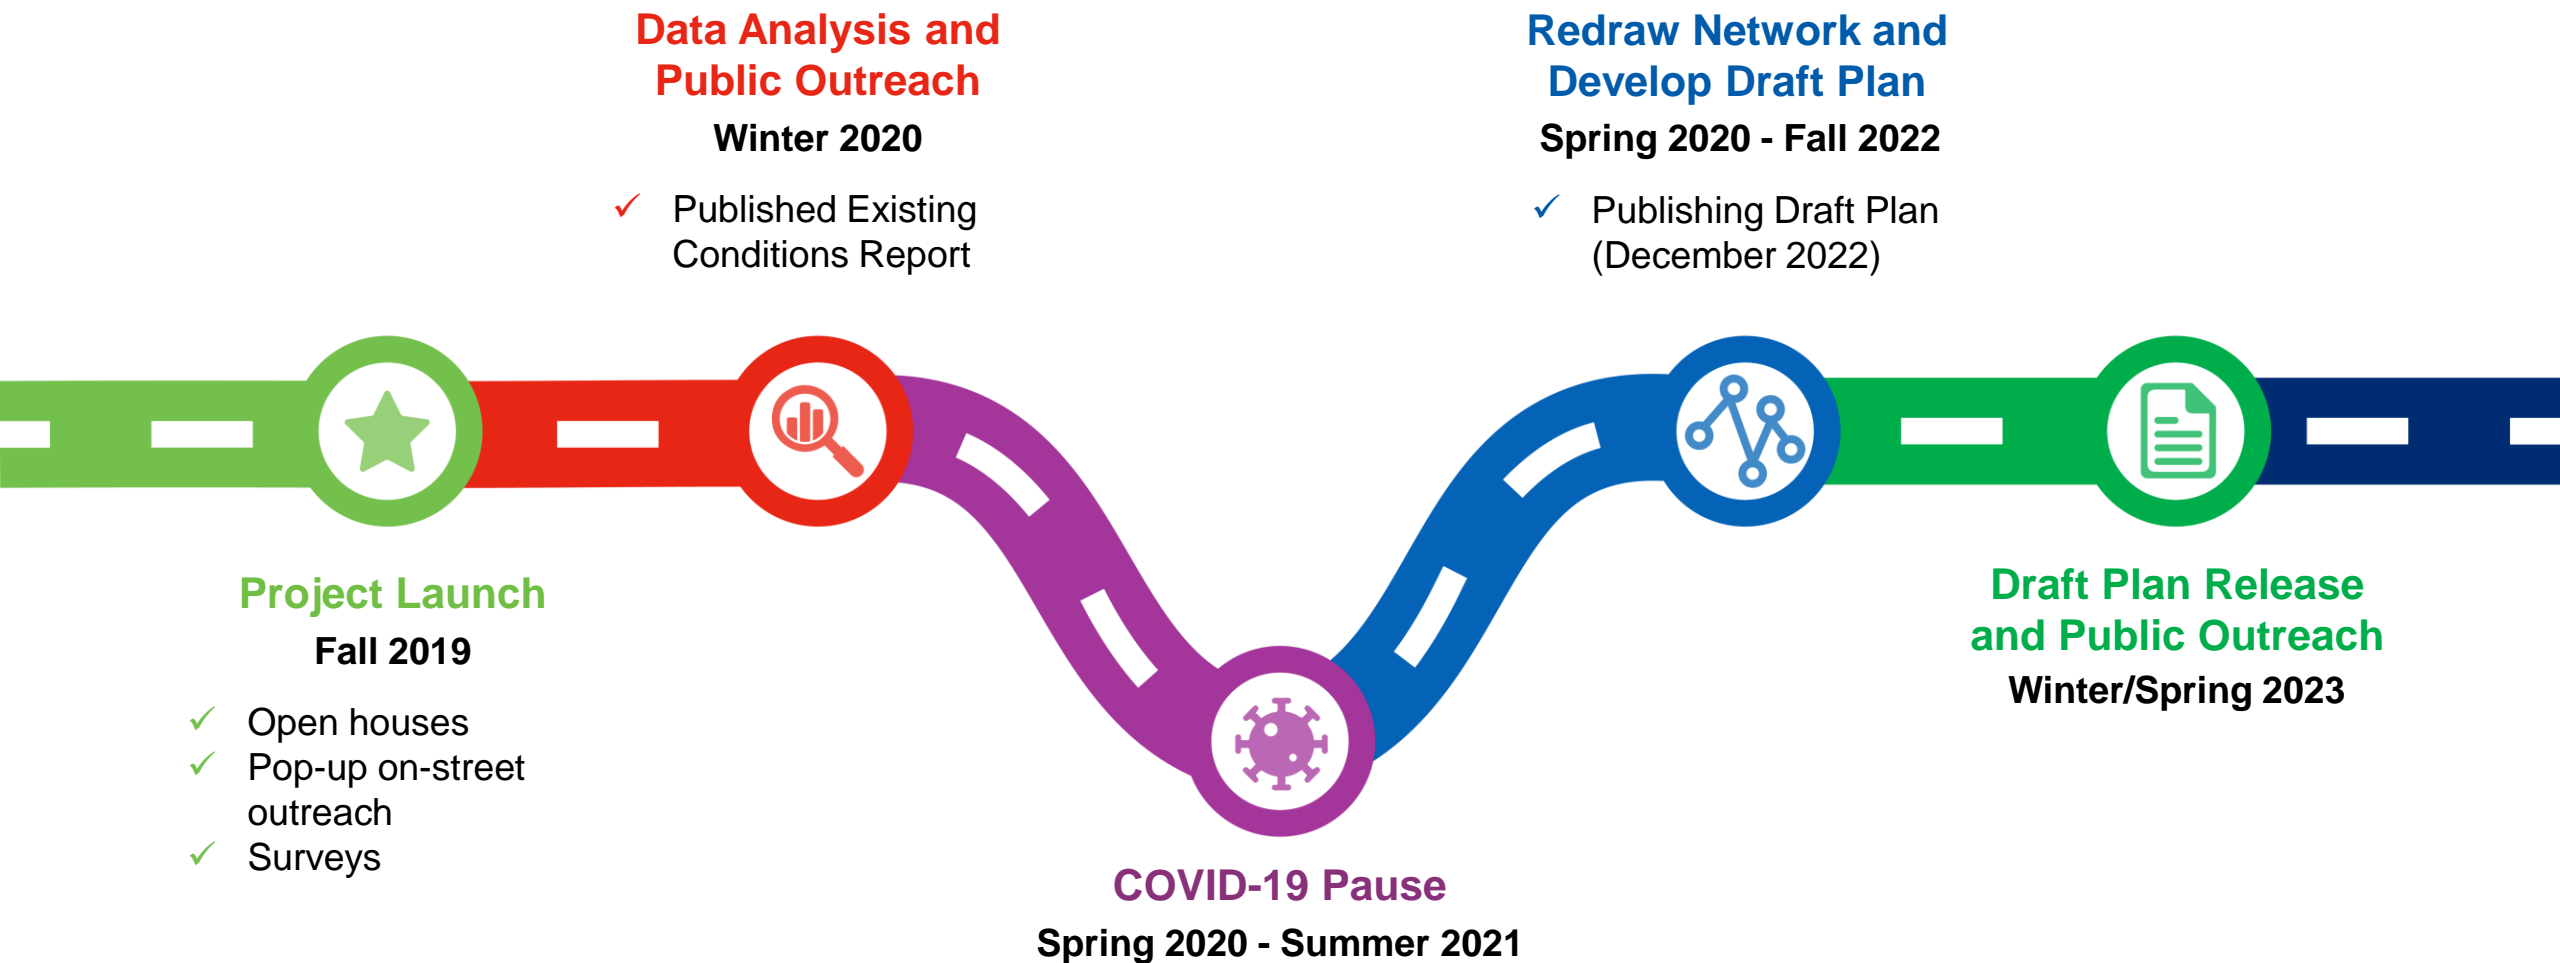 Data Analysis and
Public Outreach
Winter 2020
✓ Published Existing
Conditions Report
Redraw Network and
Develop Draft Plan
Spring 2020 - Fall 2022
✓ Publishing Draft Plan
(December 2022)
Project Launch
Fall 2019
✓ Open houses
✓ Pop-up on-street
outreach
✓ Surveys
COVID-19 Pause
Spring 2020 - Summer 2021
Draft Plan Release
and Public Outreach
Winter/Spring 2023